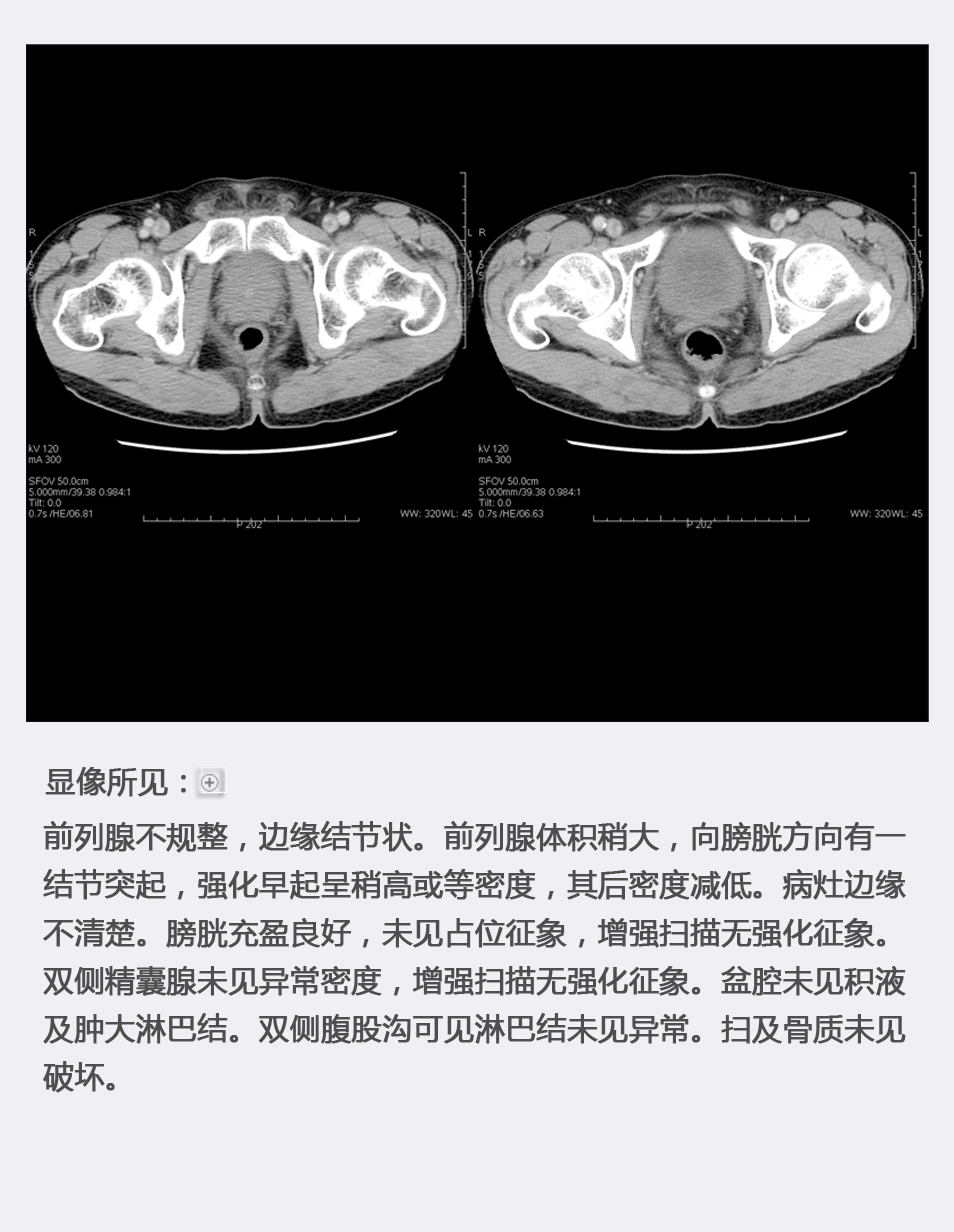 R
L
1
5
5
1
7
9
kV 120
mA 300
SFOV 50.0cm
5.000mm/39.38 0.984:1
Tilt: 0.0
0.7s /HE/06.81
P 202
WW: 320WL: 45
R
L
kV 120
mA 300
SFOV 50.0cm
5.000mm/39.38 0.984:1
Tilt: 0.0
0.7s /HE/06.63
P 202
WW: 320WL: 45
显像所见：
前列腺不规整，边缘结节状。前列腺体积稍大，向膀胱方向有一
结节突起，强化早起呈稍高或等密度，其后密度减低。病灶边缘
不清楚。膀胱充盈良好，未见占位征象，增强扫描无强化征象。
双侧精囊腺未见异常密度，增强扫描无强化征象。盆腔未见积液
及肿大淋巴结。双侧腹股沟可见淋巴结未见异常。扫及骨质未见
破坏。